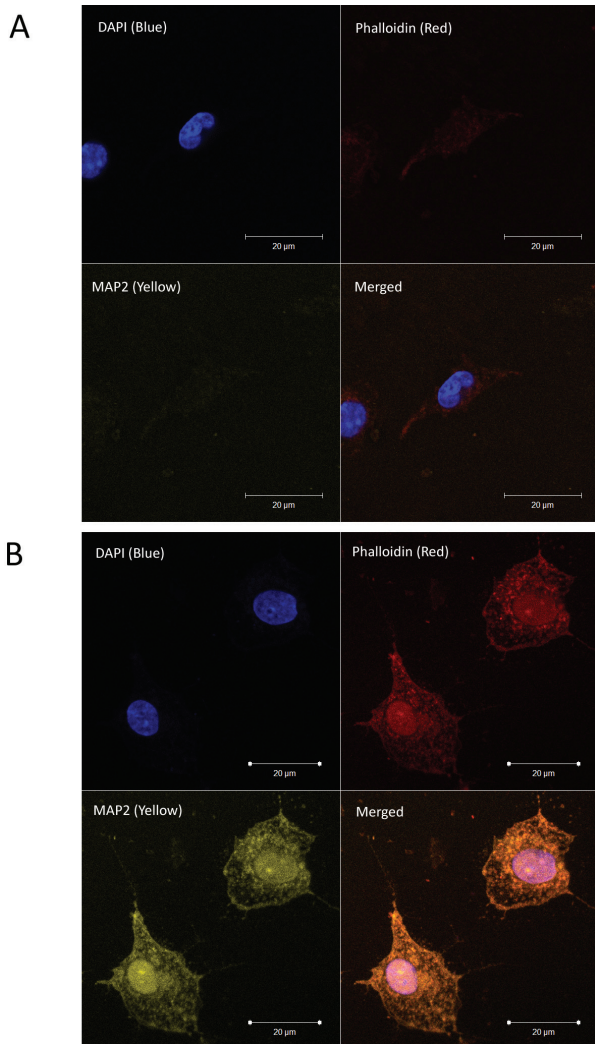 A
DAPI (Blue)
Phalloidin (Red)
20 µm
20 µm
MAP2 (Yellow)
Merged
20 µm
20 µm
B
DAPI (Blue)
Phalloidin (Red)
20 µm
20 µm
MAP2 (Yellow)
Merged
20 µm
20 µm